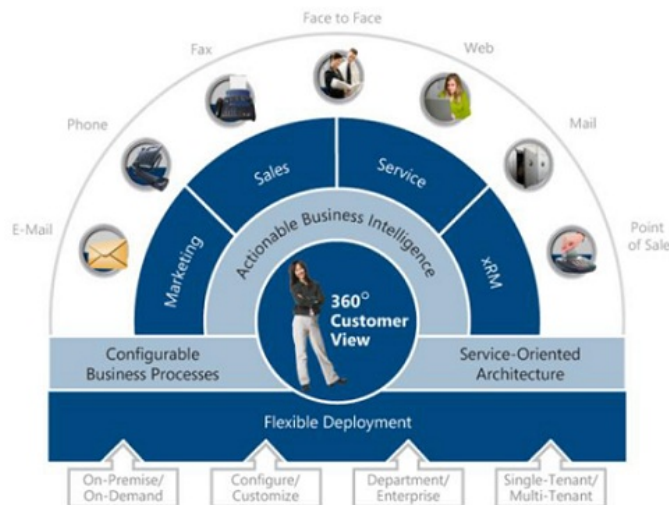 Face to Face
Fax
Web
Phone
Mail
E-Mail
Point
of Sale
Marketing
Sales
Service
xRM
Actionable Business Intelligence
360°
Customer
View
Configurable
Business Processes
Service-Oriented
Architecture
Flexible Deployment
On-Premise/
On-Demand
Configure/
Customize
Department/
Enterprise
Single-Tenant/
Multi-Tenant